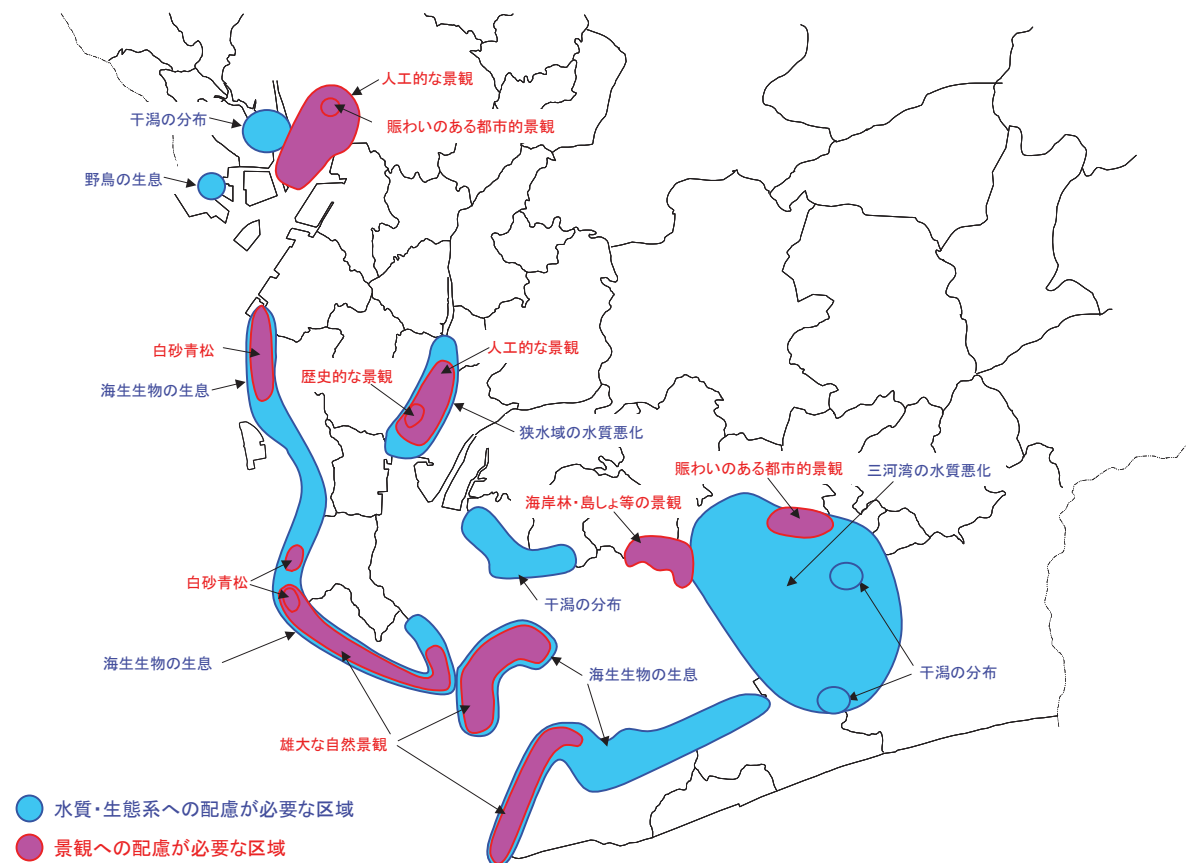 人工的な景観
干潟の分布
賑わいのある都市的景観
野鳥の生息
白砂青松
人工的な景観
歴史的な景観
海生生物の生息
狭水域の水質悪化
賑わいのある都市的景観
三河湾の水質悪化
海岸林・島しょ等の景観
白砂青松
干潟の分布
海生生物の生息
海生生物の生息
干潟の分布
雄大な自然景観
水質・生態系への配慮が必要な区域
景観への配慮が必要な区域